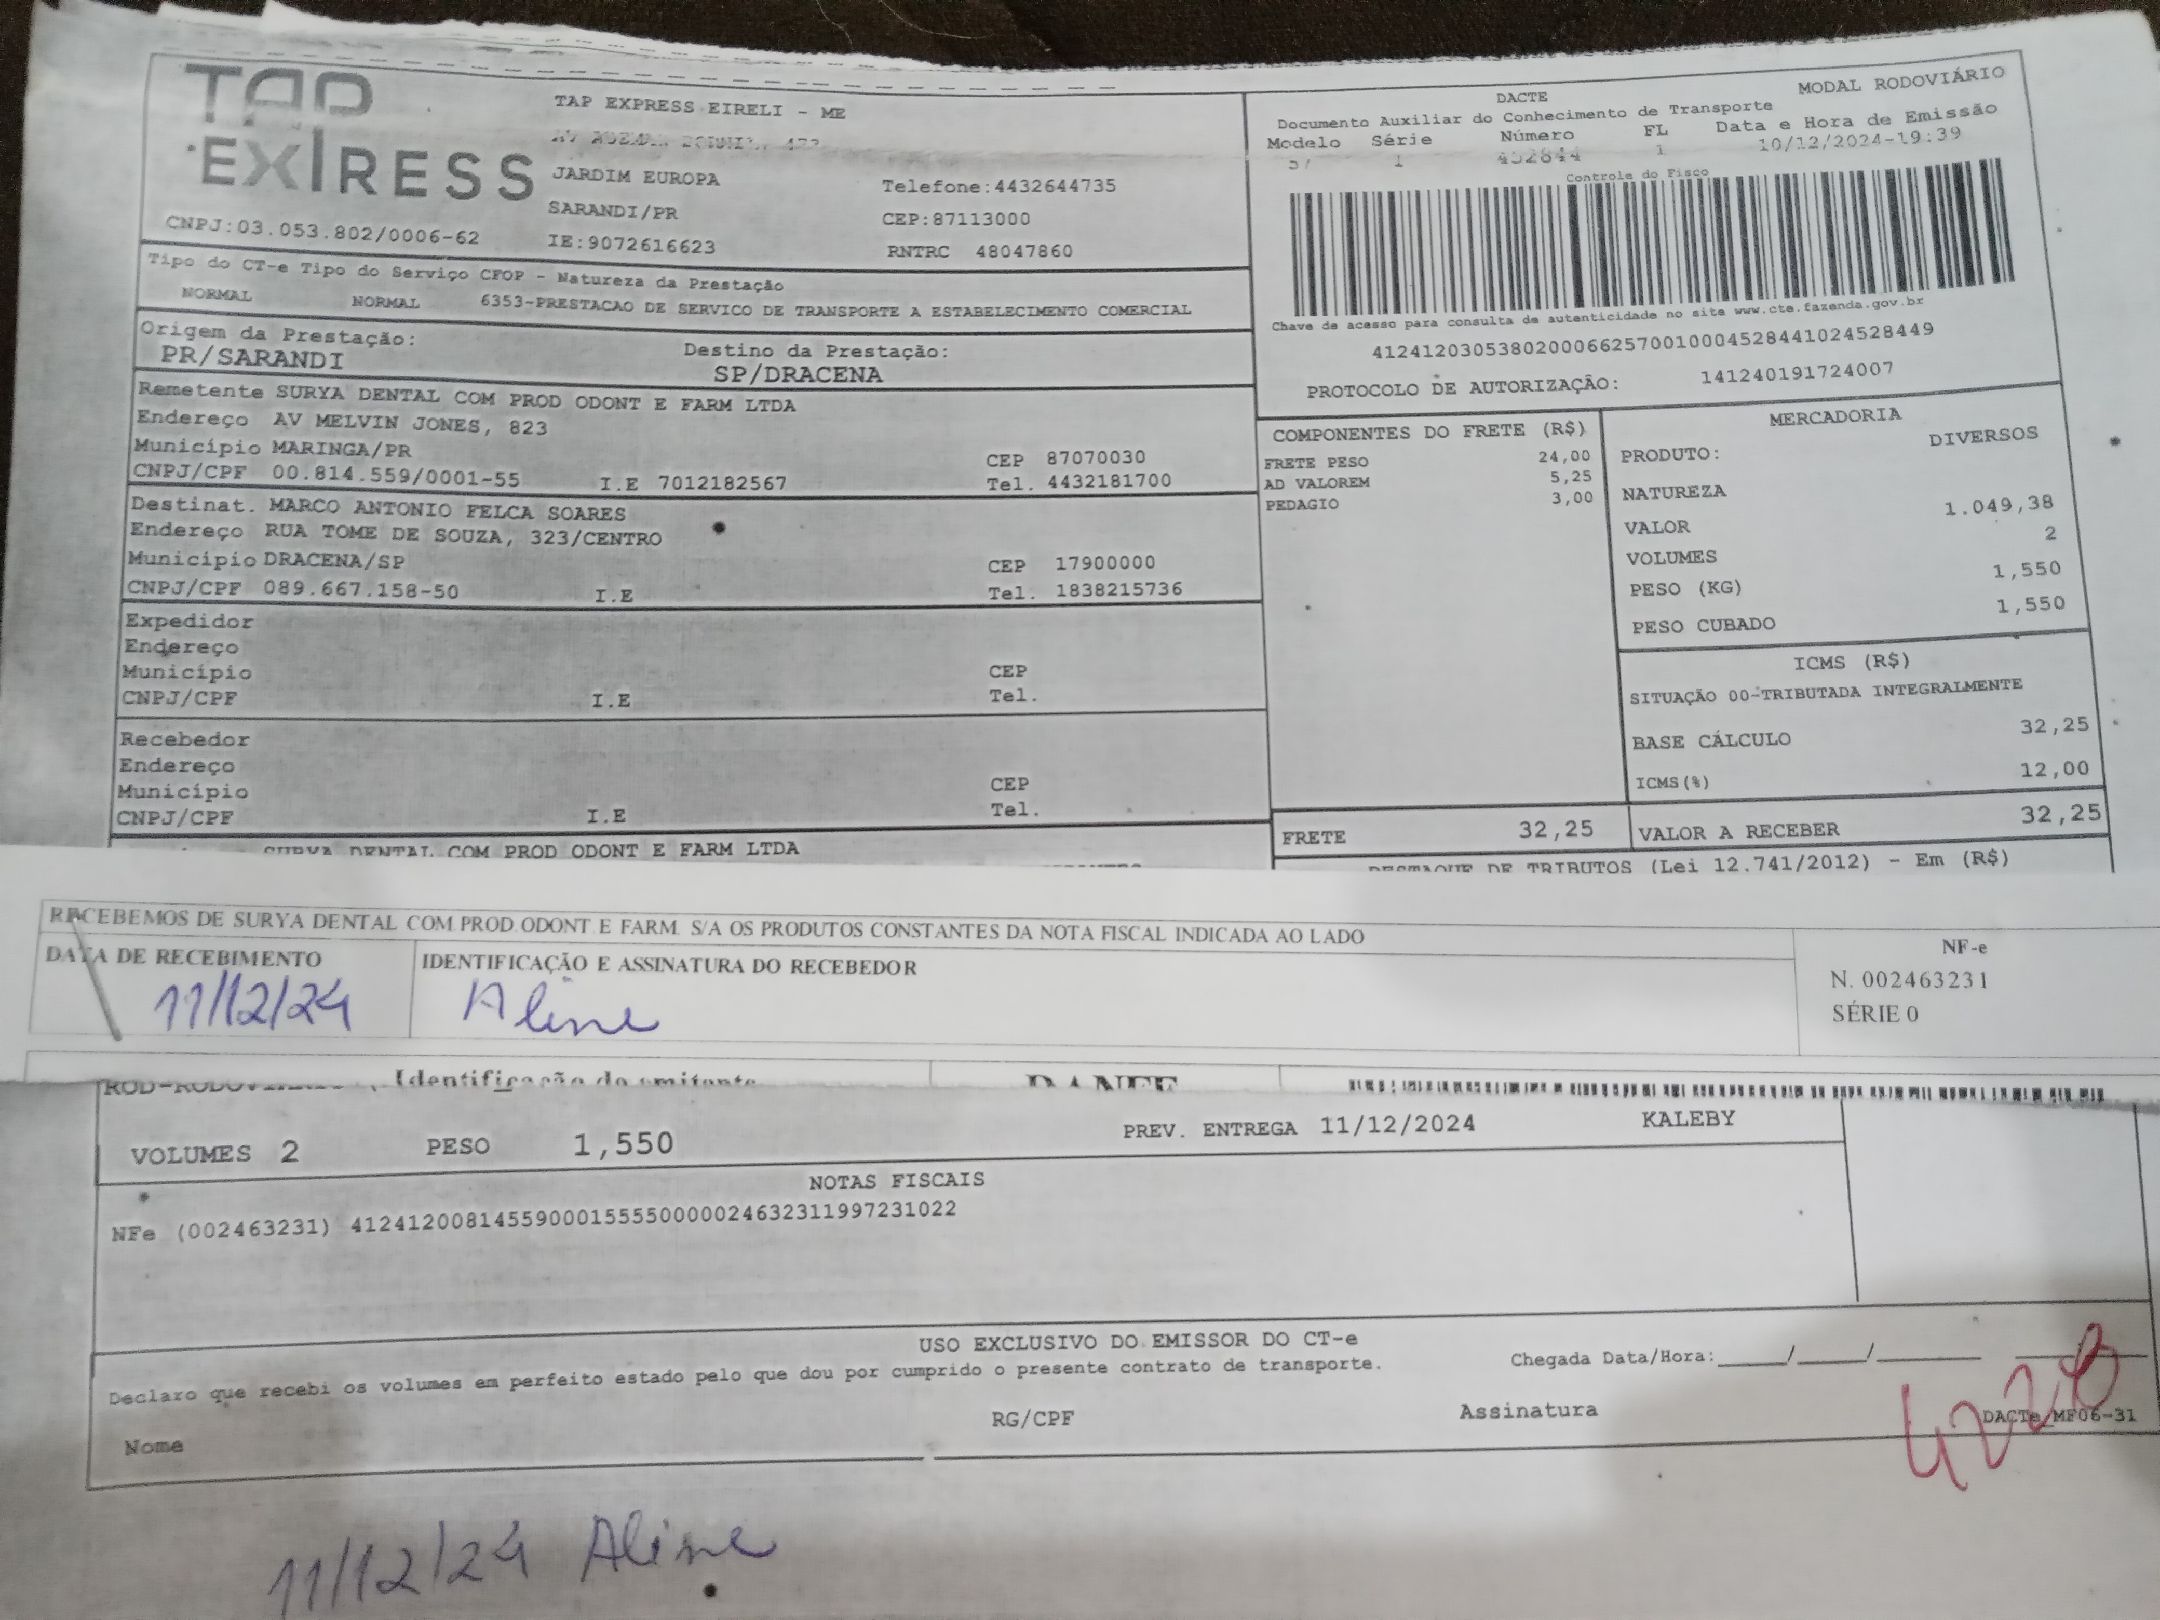 TAP
EXPRESS
TAP EXPRESS EIRELI - ME
JARDIM EUROPA
Telefone:4432644735
SARANDI/PR
CEP:87113000
CNPJ:03.053.802/0006-62
IE:9072616623
RNTRC 48047860
DACTE
MODAL RODOVIÁRIO
Documento Auxiliar do Conhecimento de Transporte
Modelo Série Número FL Data e Hora de Emissão
1 452844 1 10/12/2024-19:39
Controle do Fisco
Chave de acesso para consulta de autenticidade no site www.cte.fazenda.gov.br
41241203053802000662570010004528441024528449
PROTOCOLO DE AUTORIZAÇÃO: 141240191724007
Tipo do CT-e Tipo do Serviço CFOP - Natureza da Prestação
NORMAL NORMAL 6353-PRESTACAO DE SERVICO DE TRANSPORTE A ESTABELECIMENTO COMERCIAL
Origem da Prestação: Destino da Prestação:
PR/SARANDI SP/DRACENA
Remetente SURYA DENTAL COM PROD ODONT E FARM LTDA
Endereço AV MELVIN JONES, 823
Município MARINGA/PR CEP 87070030
CNPJ/CPF 00.814.559/0001-55 I.E 7012182567 Tel. 4432181700
Destinat. MARCO ANTONIO FELCA SOARES
Endereço RUA TOME DE SOUZA, 323/CENTRO
Municipio DRACENA/SP CEP 17900000
CNPJ/CPF 089.667.158-50 I.E Tel. 1838215736
Expedidor
Endereço
Município CEP
CNPJ/CPF I.E Tel.
Recebedor
Endereço
Município CEP
CNPJ/CPF I.E Tel.
SURYA DENTAL COM PROD ODONT E FARM LTDA
COMPONENTES DO FRETE (R$)
FRETE PESO 24,00
AD VALOREM 5,25
PEDAGIO 3,00
FRETE 32,25
MERCADORIA
PRODUTO: DIVERSOS
NATUREZA
VALOR 1.049,38
VOLUMES 2
PESO (KG) 1,550
PESO CUBADO 1,550
ICMS (R$)
SITUAÇÃO 00-TRIBUTADA INTEGRALMENTE
BASE CÁLCULO 32,25
ICMS(%) 12,00
VALOR A RECEBER 32,25
DESTAQUE DE TRIBUTOS (Lei 12.741/2012) - Em (R$)
RECEBEMOS DE SURYA DENTAL COM PROD ODONT E FARM S/A OS PRODUTOS CONSTANTES DA NOTA FISCAL INDICADA AO LADO
DATA DE RECEBIMENTO IDENTIFICAÇÃO E ASSINATURA DO RECEBEDOR
11/12/24 Aline
NF-e
N. 002463231
SÉRIE 0
Identificação do emitente DANFE
VOLUMES 2 PESO 1,550 PREV. ENTREGA 11/12/2024 KALEBY
NOTAS FISCAIS
NFe (002463231) 41241200814559000155550000024632311997231022
USO EXCLUSIVO DO EMISSOR DO CT-e
Declaro que recebi os volumes em perfeito estado pelo que dou por cumprido o presente contrato de transporte.
Chegada Data/Hora:_____/_____/________
Nome RG/CPF Assinatura DACTe_MF06-31
11/12/24 Aline